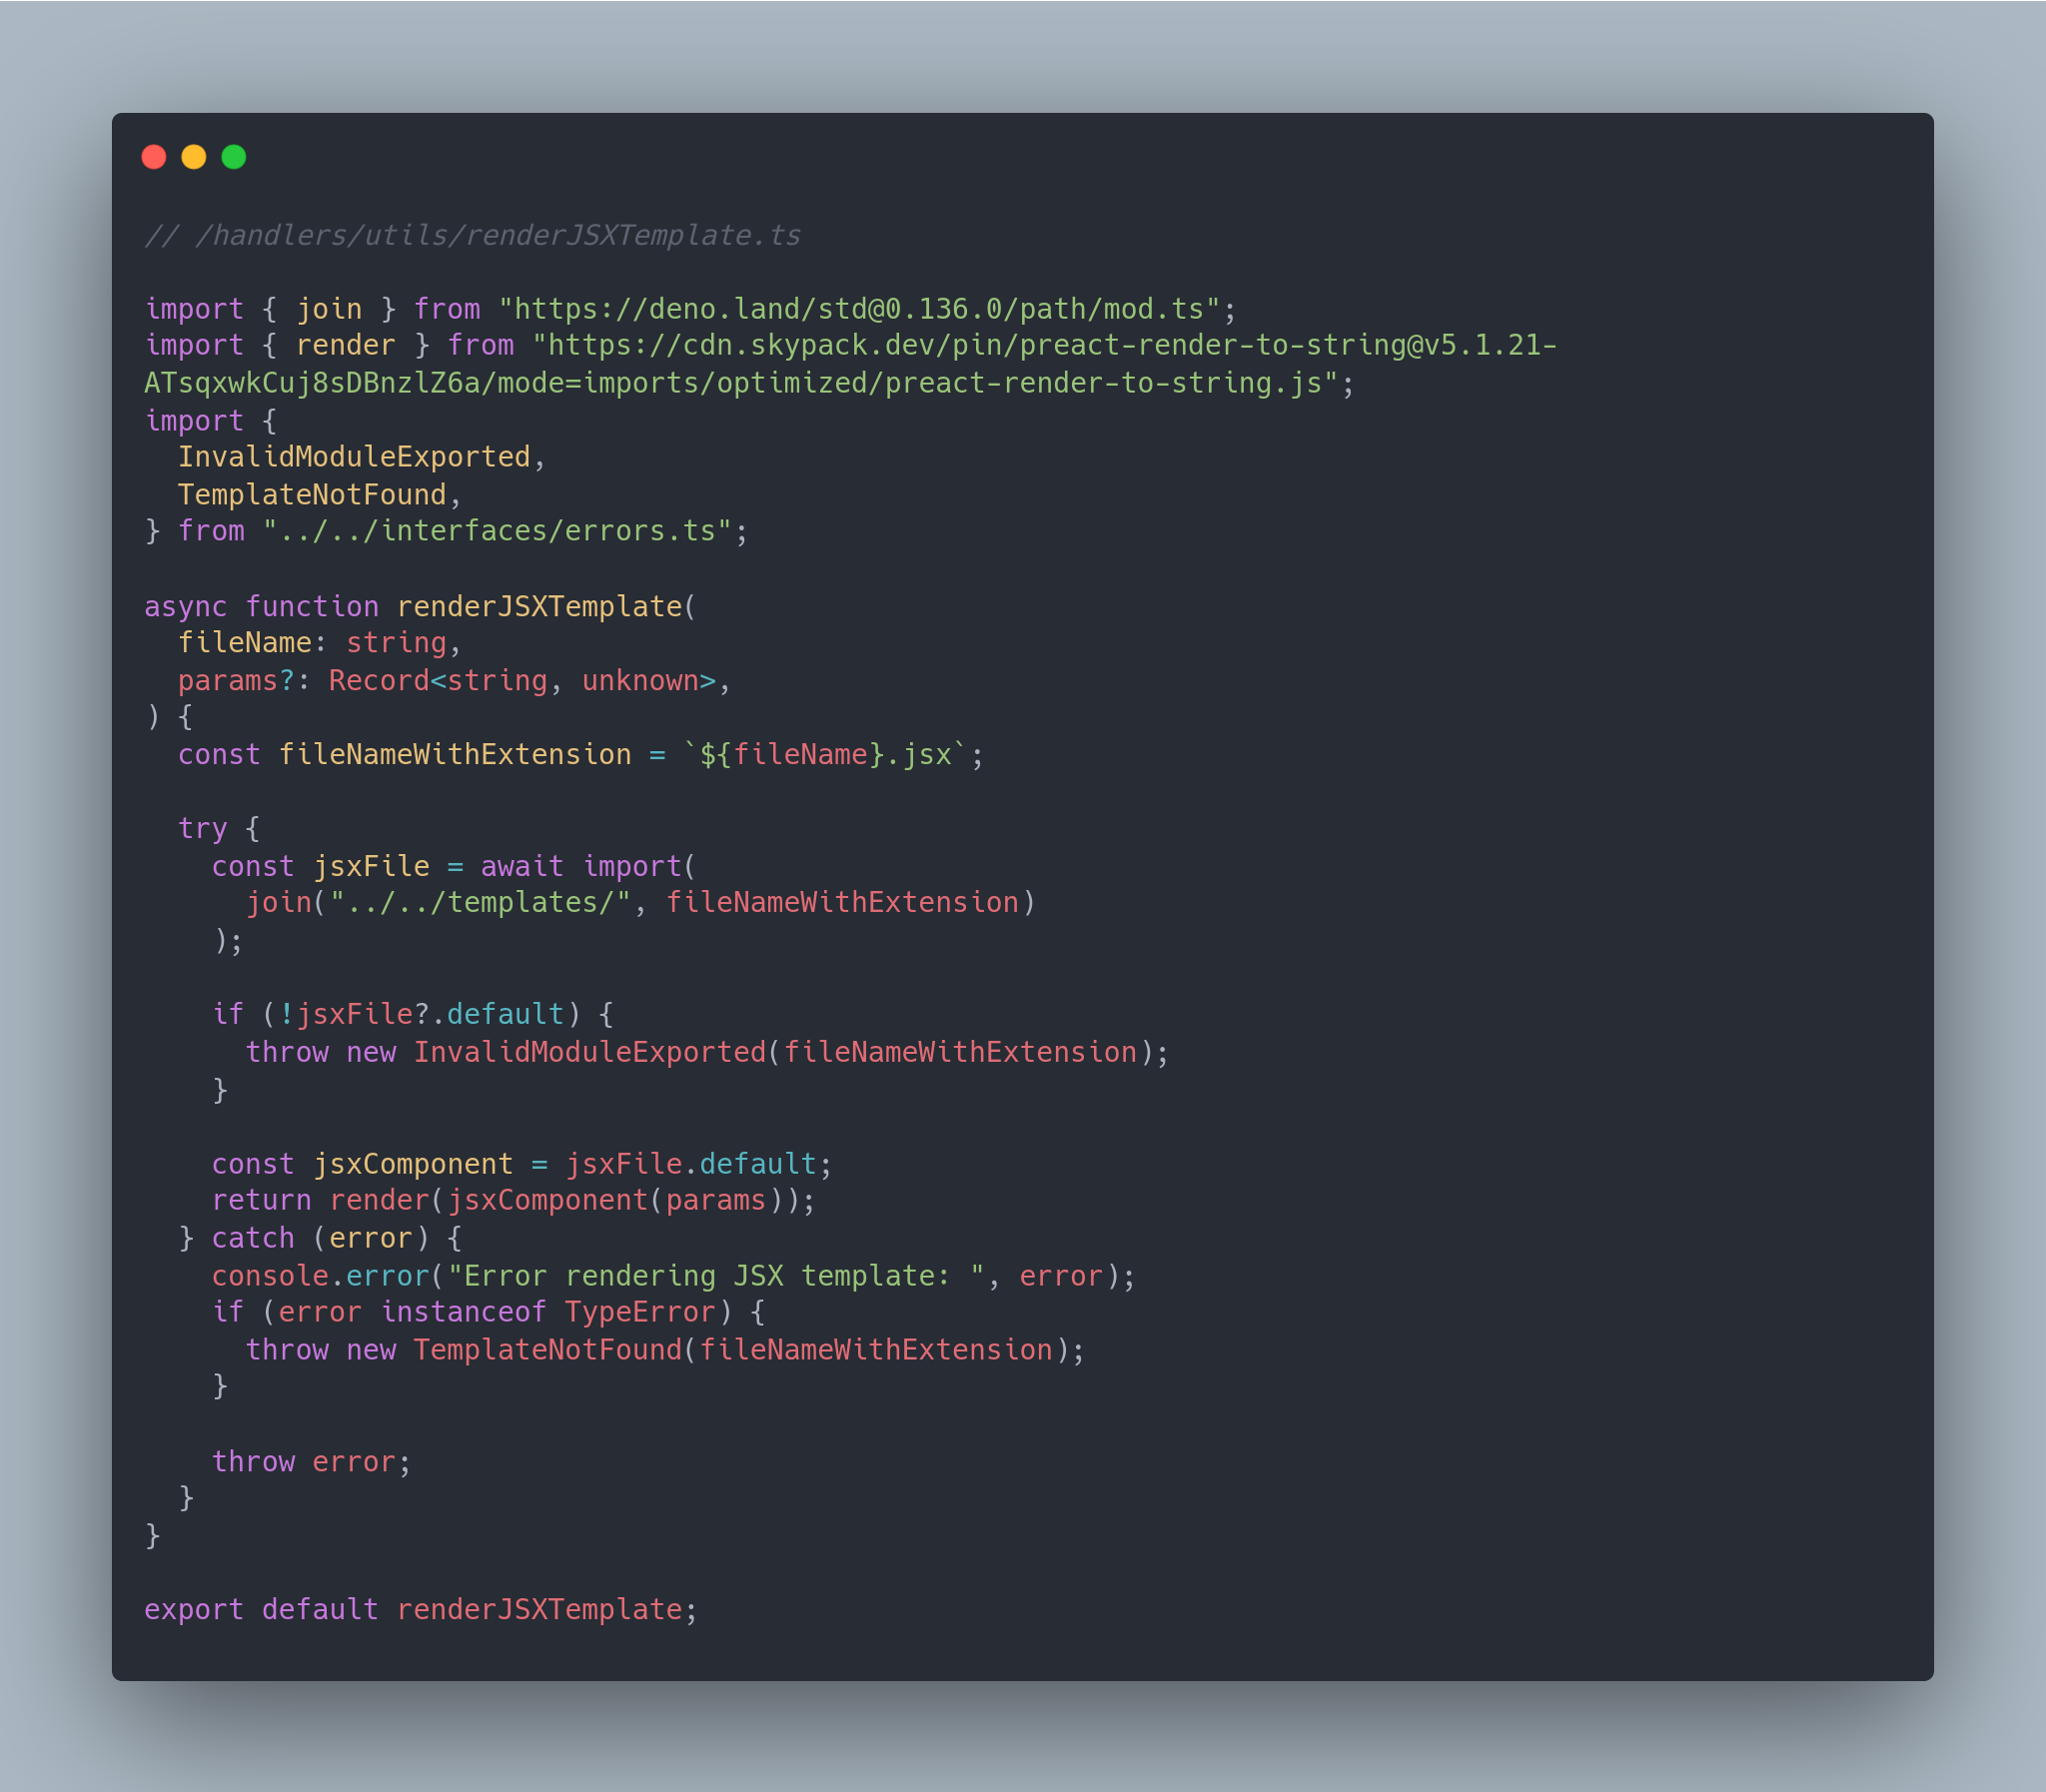 // /handlers/utils/renderJSXTemplate.ts

import { join } from "https://deno.land/std@0.136.0/path/mod.ts";
import { render } from "https://cdn.skypack.dev/pin/preact-render-to-string@v5.1.21-
ATsqxwkCuj8sDBnzlZ6a/mode=imports/optimized/preact-render-to-string.js";
import {
  InvalidModuleExported,
  TemplateNotFound,
} from "../../interfaces/errors.ts";

async function renderJSXTemplate(
  fileName: string,
  params?: Record<string, unknown>,
) {
  const fileNameWithExtension = `${fileName}.jsx`;

  try {
    const jsxFile = await import(
      join("../../templates/", fileNameWithExtension)
    );

    if (!jsxFile?.default) {
      throw new InvalidModuleExported(fileNameWithExtension);
    }

    const jsxComponent = jsxFile.default;
    return render(jsxComponent(params));
  } catch (error) {
    console.error("Error rendering JSX template: ", error);
    if (error instanceof TypeError) {
      throw new TemplateNotFound(fileNameWithExtension);
    }

    throw error;
  }
}

export default renderJSXTemplate;